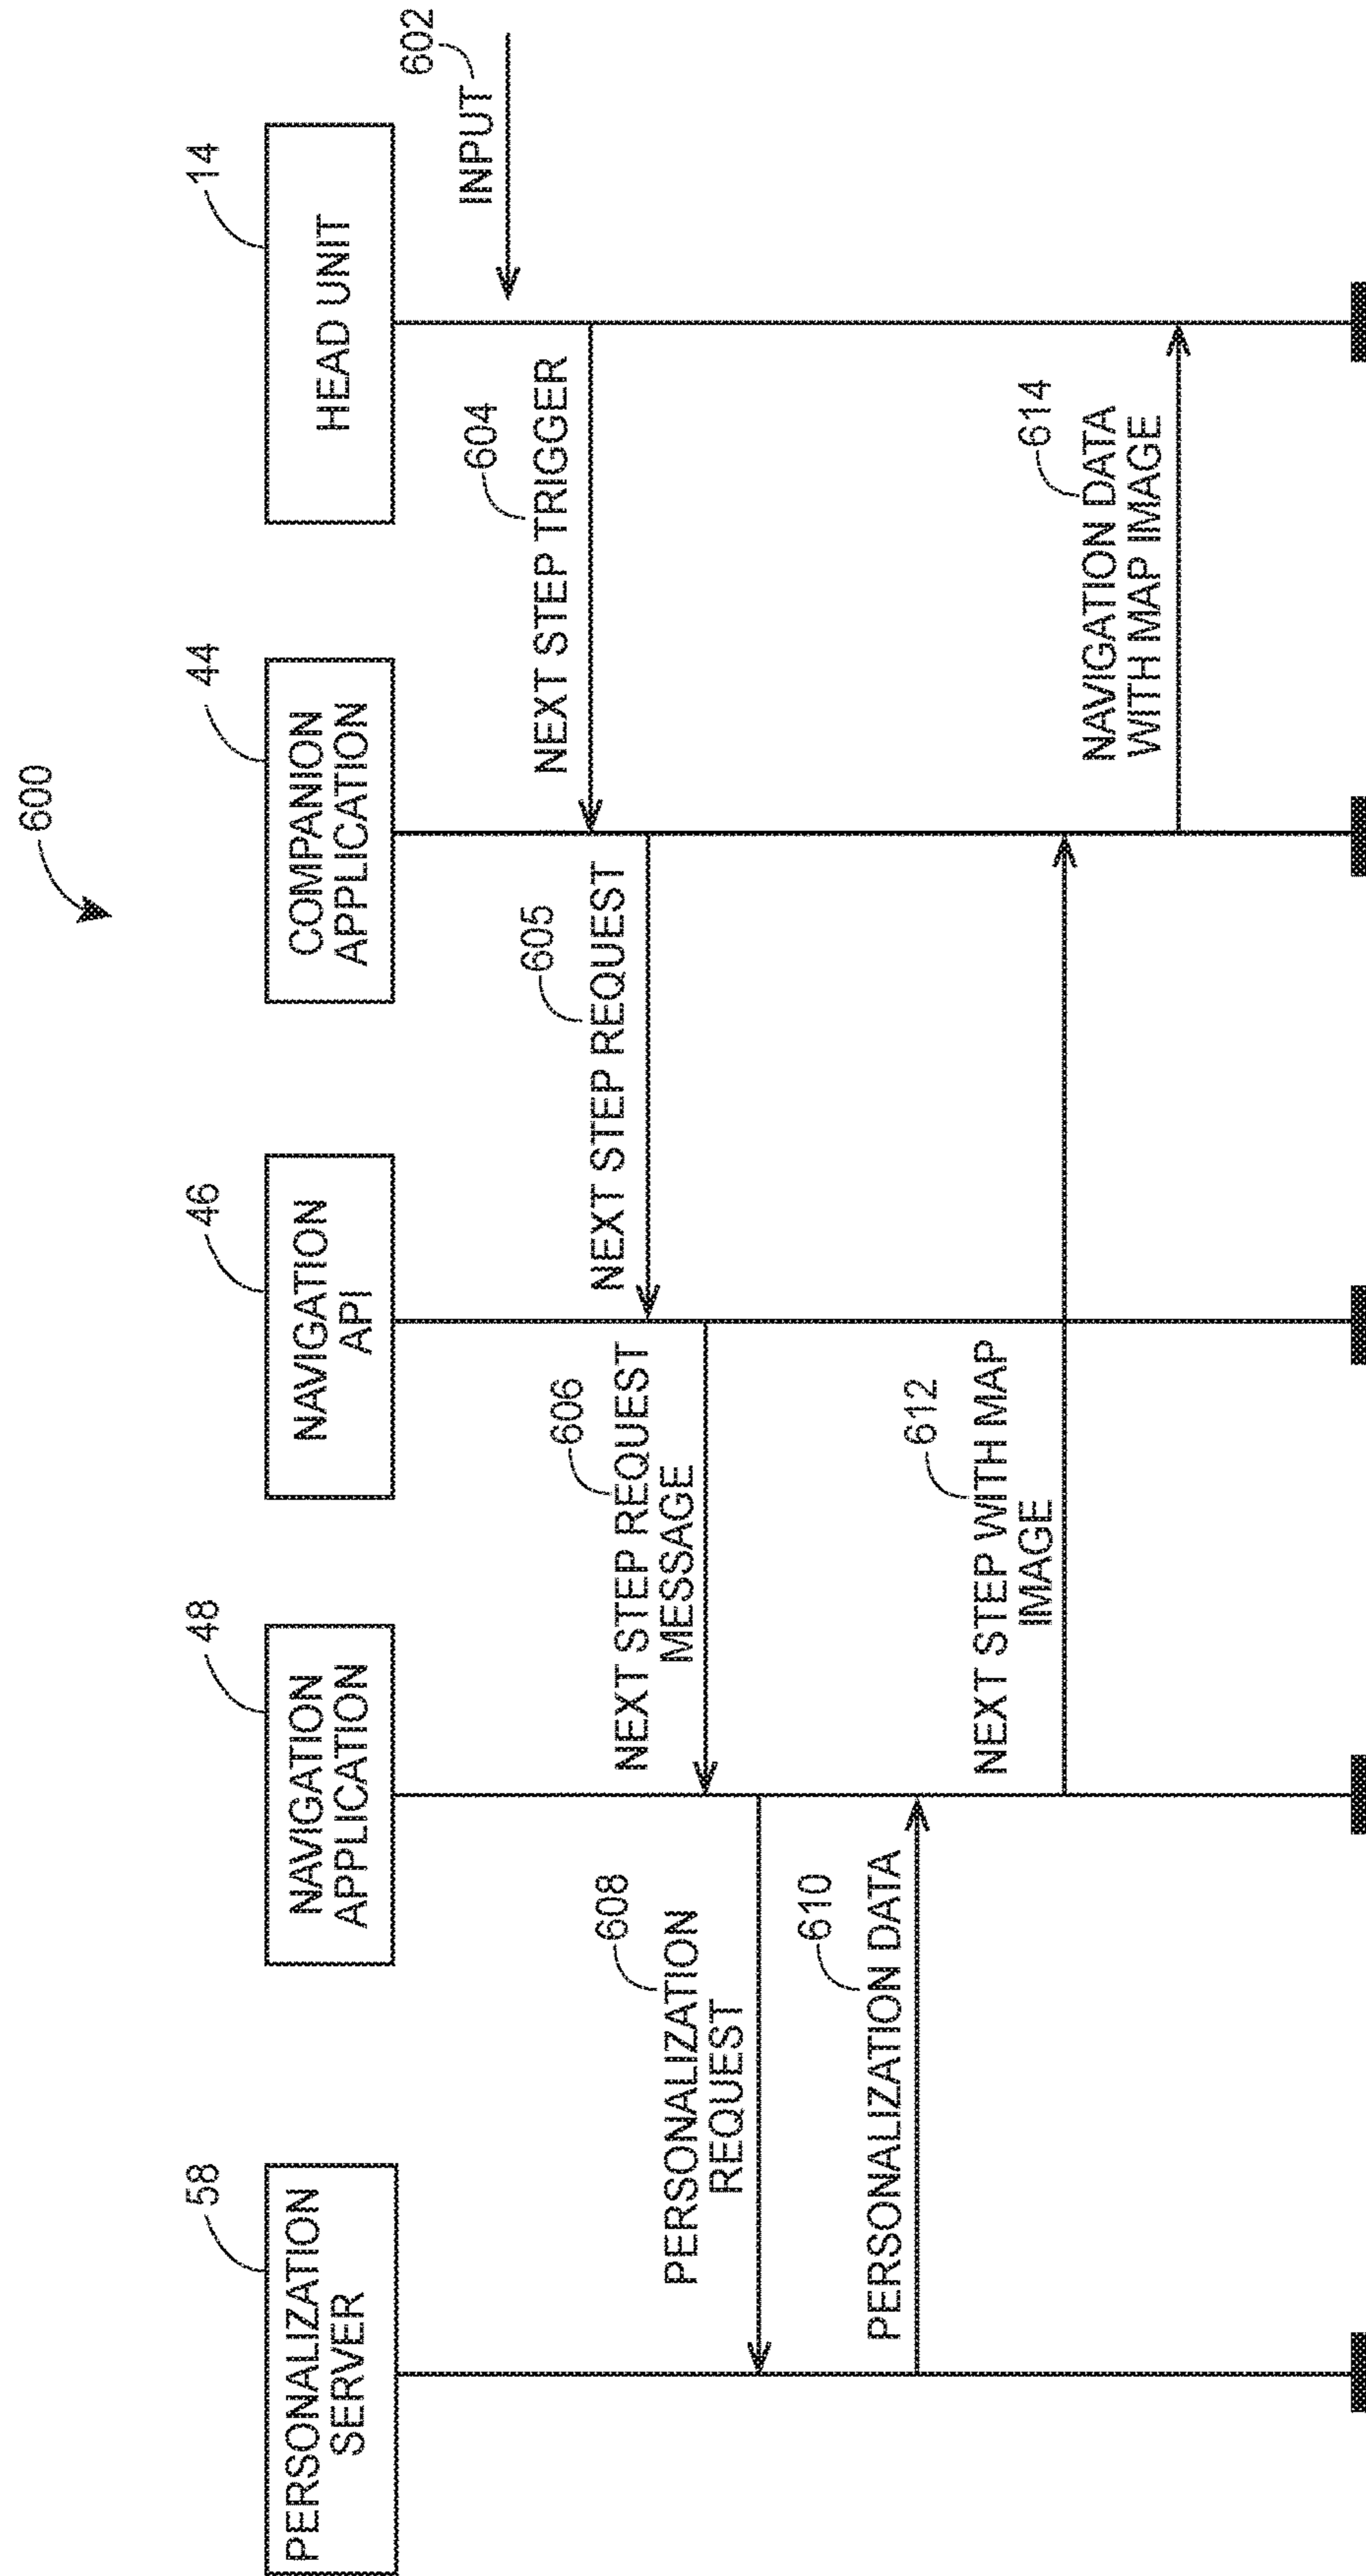 600
58
PERSONALIZATION
SERVER
48
NAVIGATION
APPLICATION
46
NAVIGATION
API
44
COMPANION
APPLICATION
14
HEAD UNIT
602
INPUT
604
NEXT STEP TRIGGER
605
NEXT STEP REQUEST
606
NEXT STEP REQUEST
MESSAGE
608
PERSONALIZATION
REQUEST
610
PERSONALIZATION DATA
612
NEXT STEP WITH MAP
IMAGE
614
NAVIGATION DATA
WITH MAP IMAGE